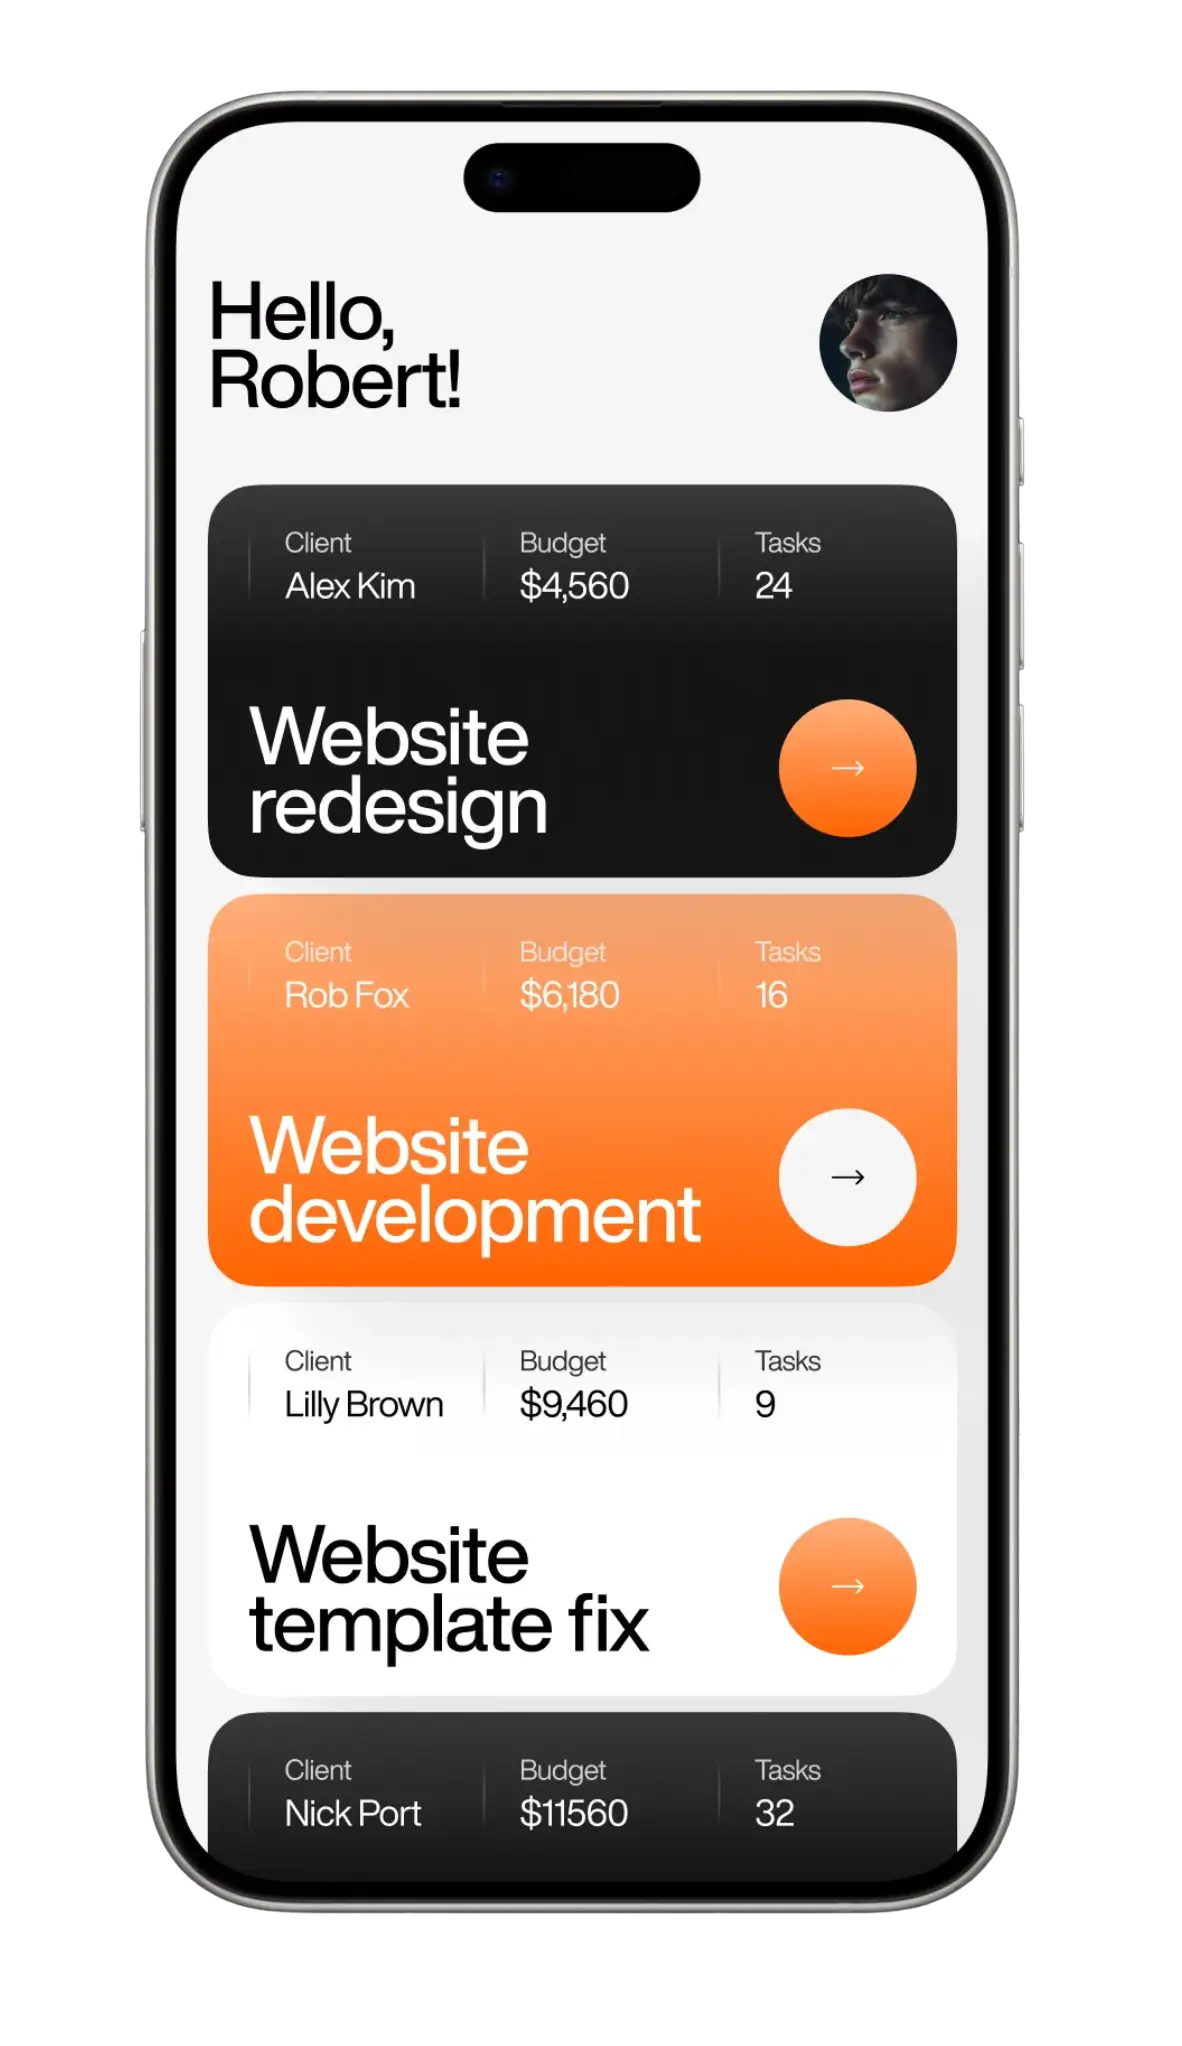 Hello,
Robert!
Client Budget Tasks
Alex Kim $4,560 24
Website
redesign
Client Budget Tasks
Rob Fox $6,180 16
Website
development
Client Budget Tasks
Lilly Brown $9,460 9
Website
template fix
Client Budget Tasks
Nick Port $11560 32